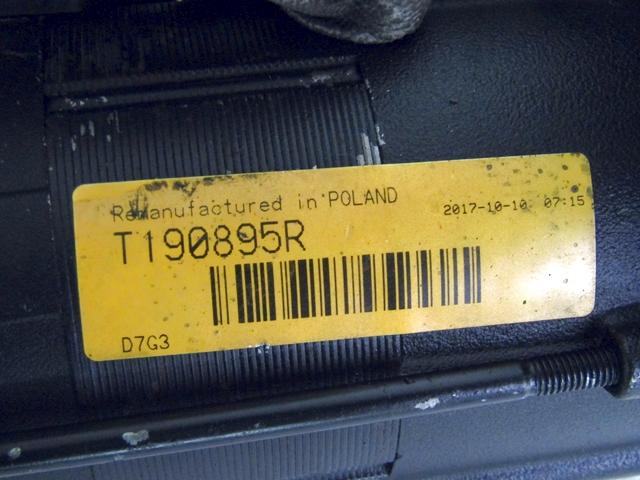 Remanufactured in POLAND
2017-10-10 07:15
T190895R
D7G3